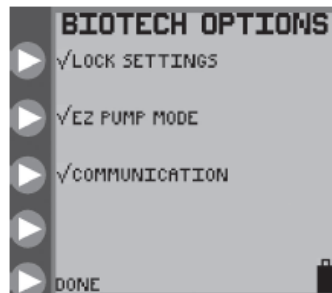 BIOTECH OPTIONS
√LOCK SETTINGS
√EZ PUMP MODE
√COMMUNICATION
DONE